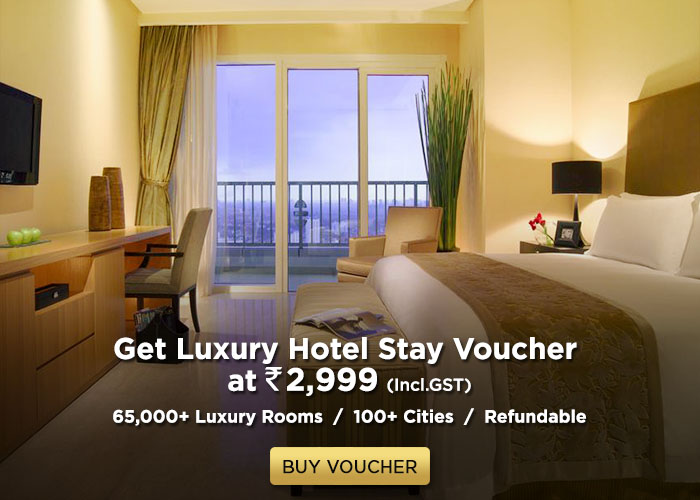 Get Luxury Hotel Stay Voucher
at ₹2,999 (Incl.GST)
65,000+ Luxury Rooms / 100+ Cities / Refundable
BUY VOUCHER